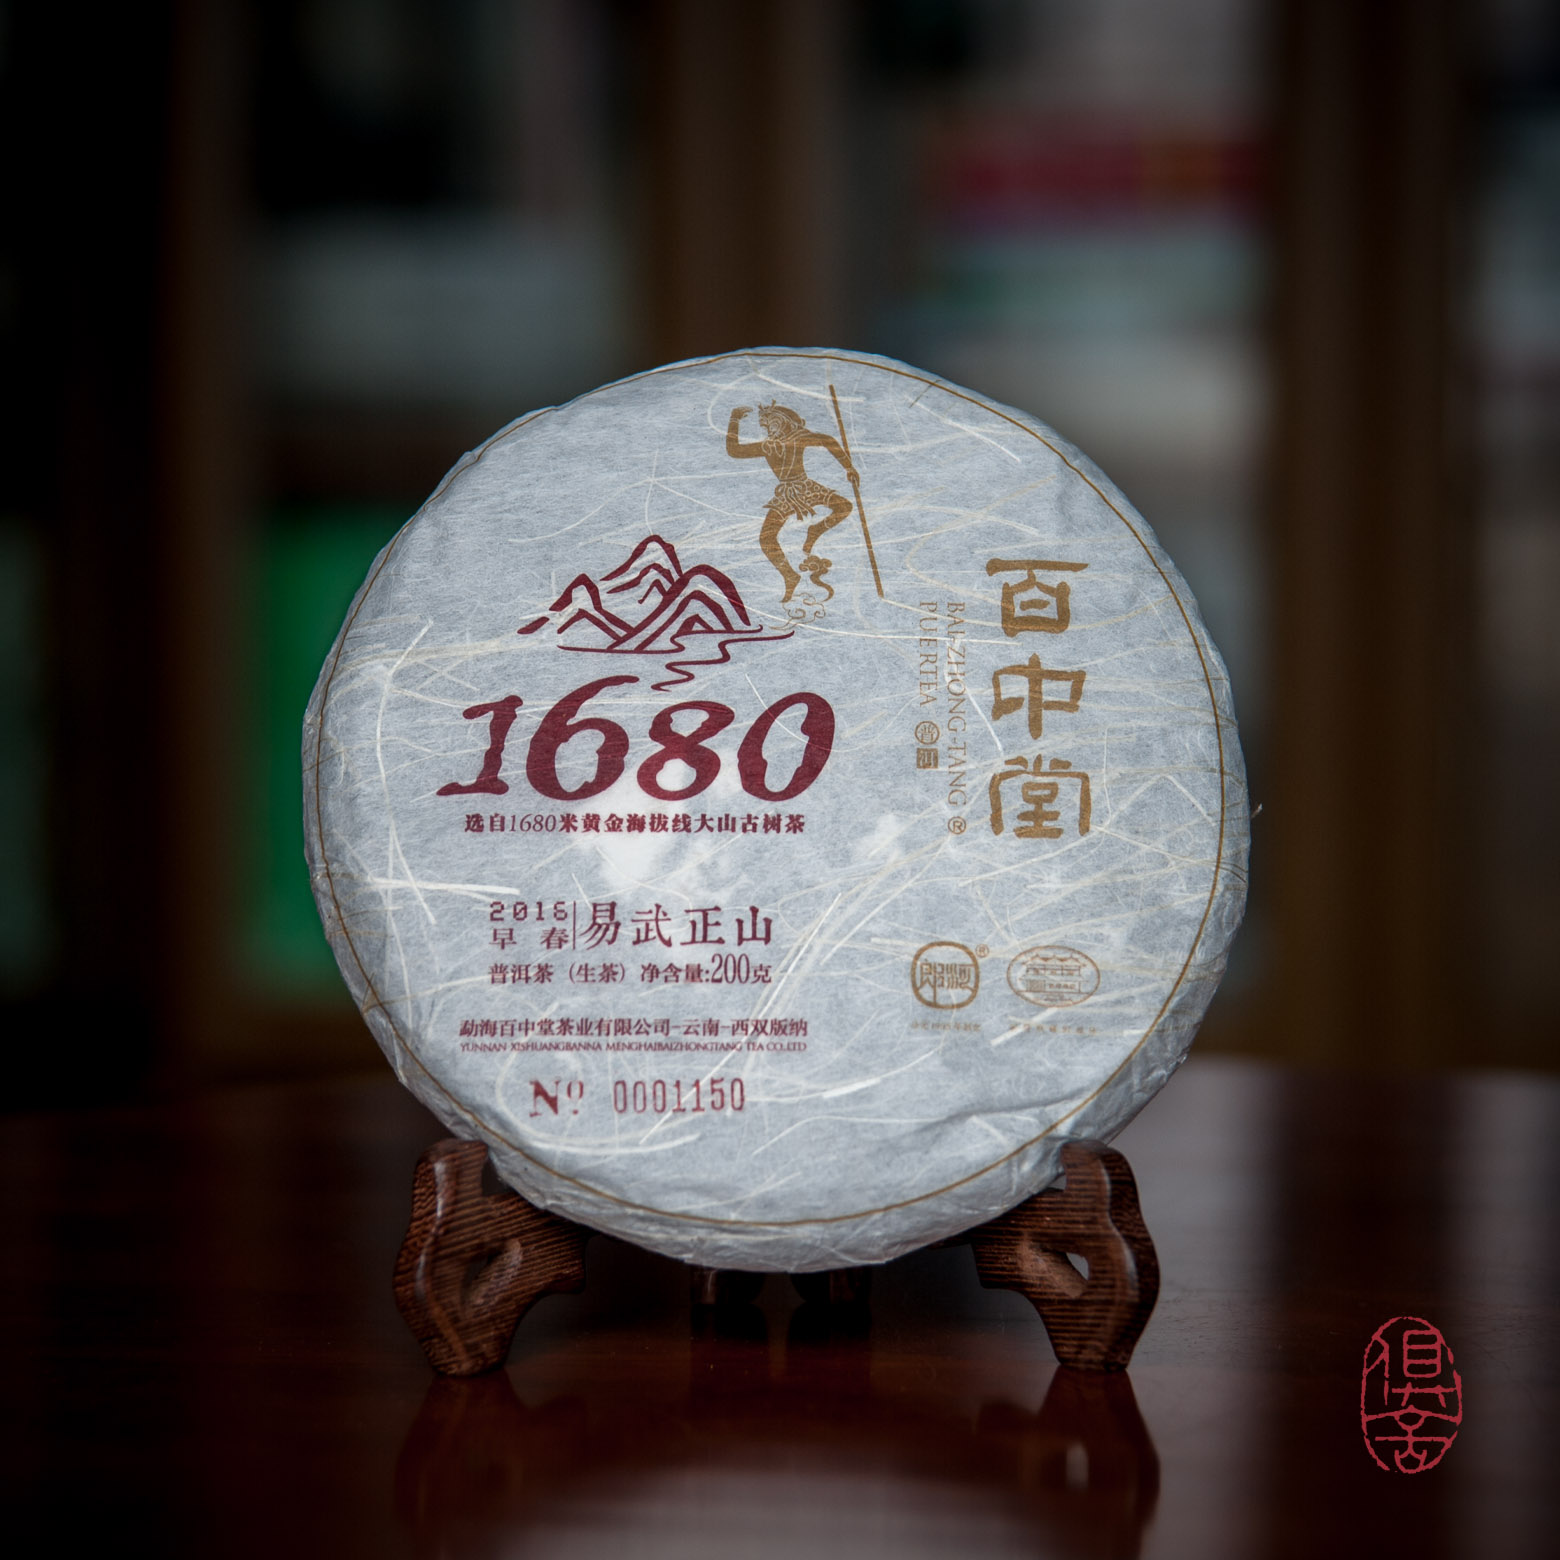 1680
选自1680米黄金海拔线大山古树茶
百中堂
BAI-ZHONG-TANG ®
PUERTEA
2016
早春
易武正山
普洱茶（生茶）净含量:200克
勐海百中堂茶业有限公司-云南-西双版纳
YUNNAN XISHUANGBANNA MENGHAIBAIZHONGTANG TEA CO.,LTD
№ 0001150
®
俱舍